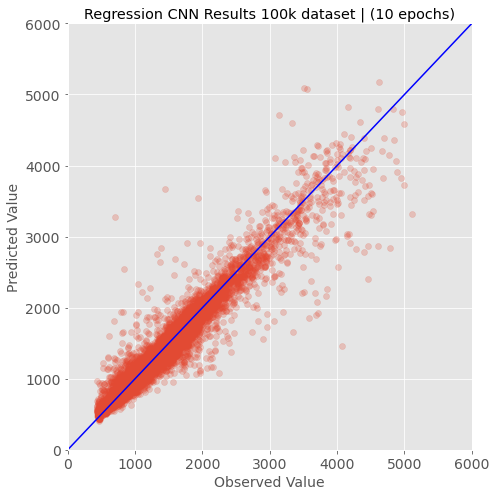 Regression CNN Results 100k dataset | (10 epochs)
6000
5000
4000
3000
2000
1000
0
Predicted Value
0 1000 2000 3000 4000 5000 6000
Observed Value